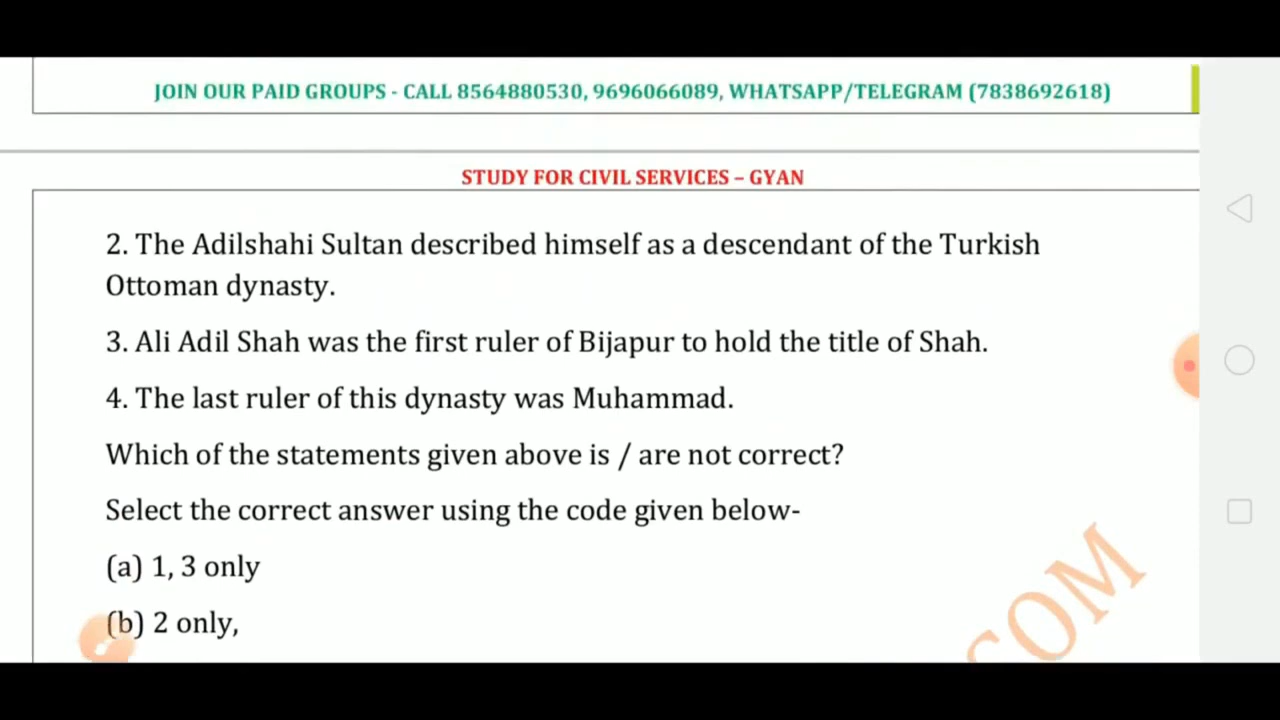 JOIN OUR PAID GROUPS - CALL 8564880530, 9696066089, WHATSAPP/TELEGRAM (7838692618)
STUDY FOR CIVIL SERVICES – GYAN
2. The Adilshahi Sultan described himself as a descendant of the Turkish
Ottoman dynasty.
3. Ali Adil Shah was the first ruler of Bijapur to hold the title of Shah.
4. The last ruler of this dynasty was Muhammad.
Which of the statements given above is / are not correct?
Select the correct answer using the code given below-
(a) 1, 3 only
(b) 2 only,
COM